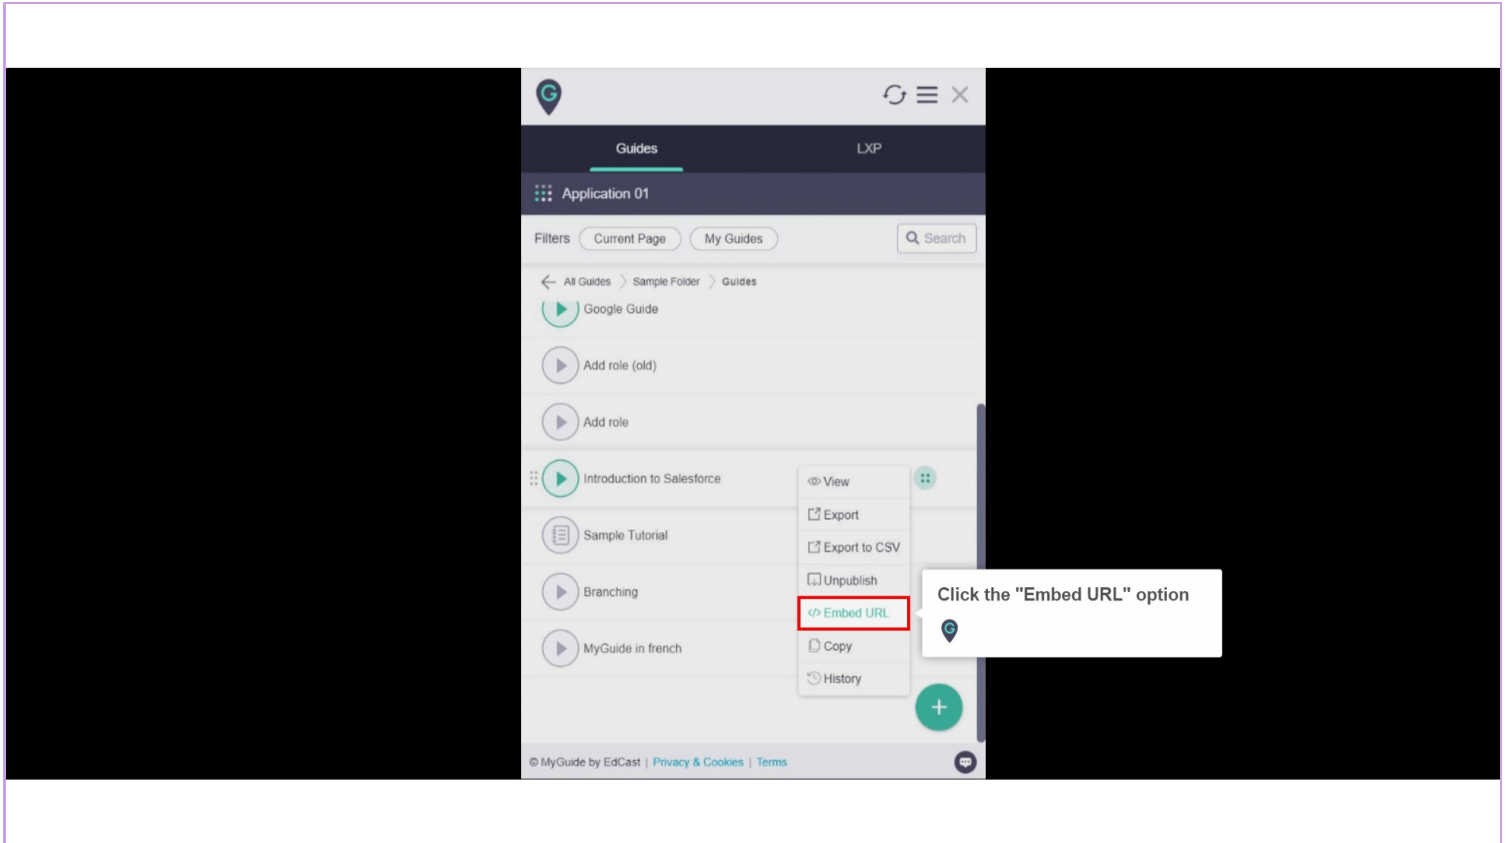 G
Guides LXP
Application 01
Filters Current Page My Guides Search
All Guides Sample Folder Guides
Google Guide
Add role (old)
Add role
Introduction to Salesforce
View
Export
Sample Tutorial
Export to CSV
Unpublish
Branching
Click the "Embed URL" option
</> Embed URL
G
MyGuide in french
Copy
History
+
© MyGuide by EdCast | Privacy & Cookies | Terms